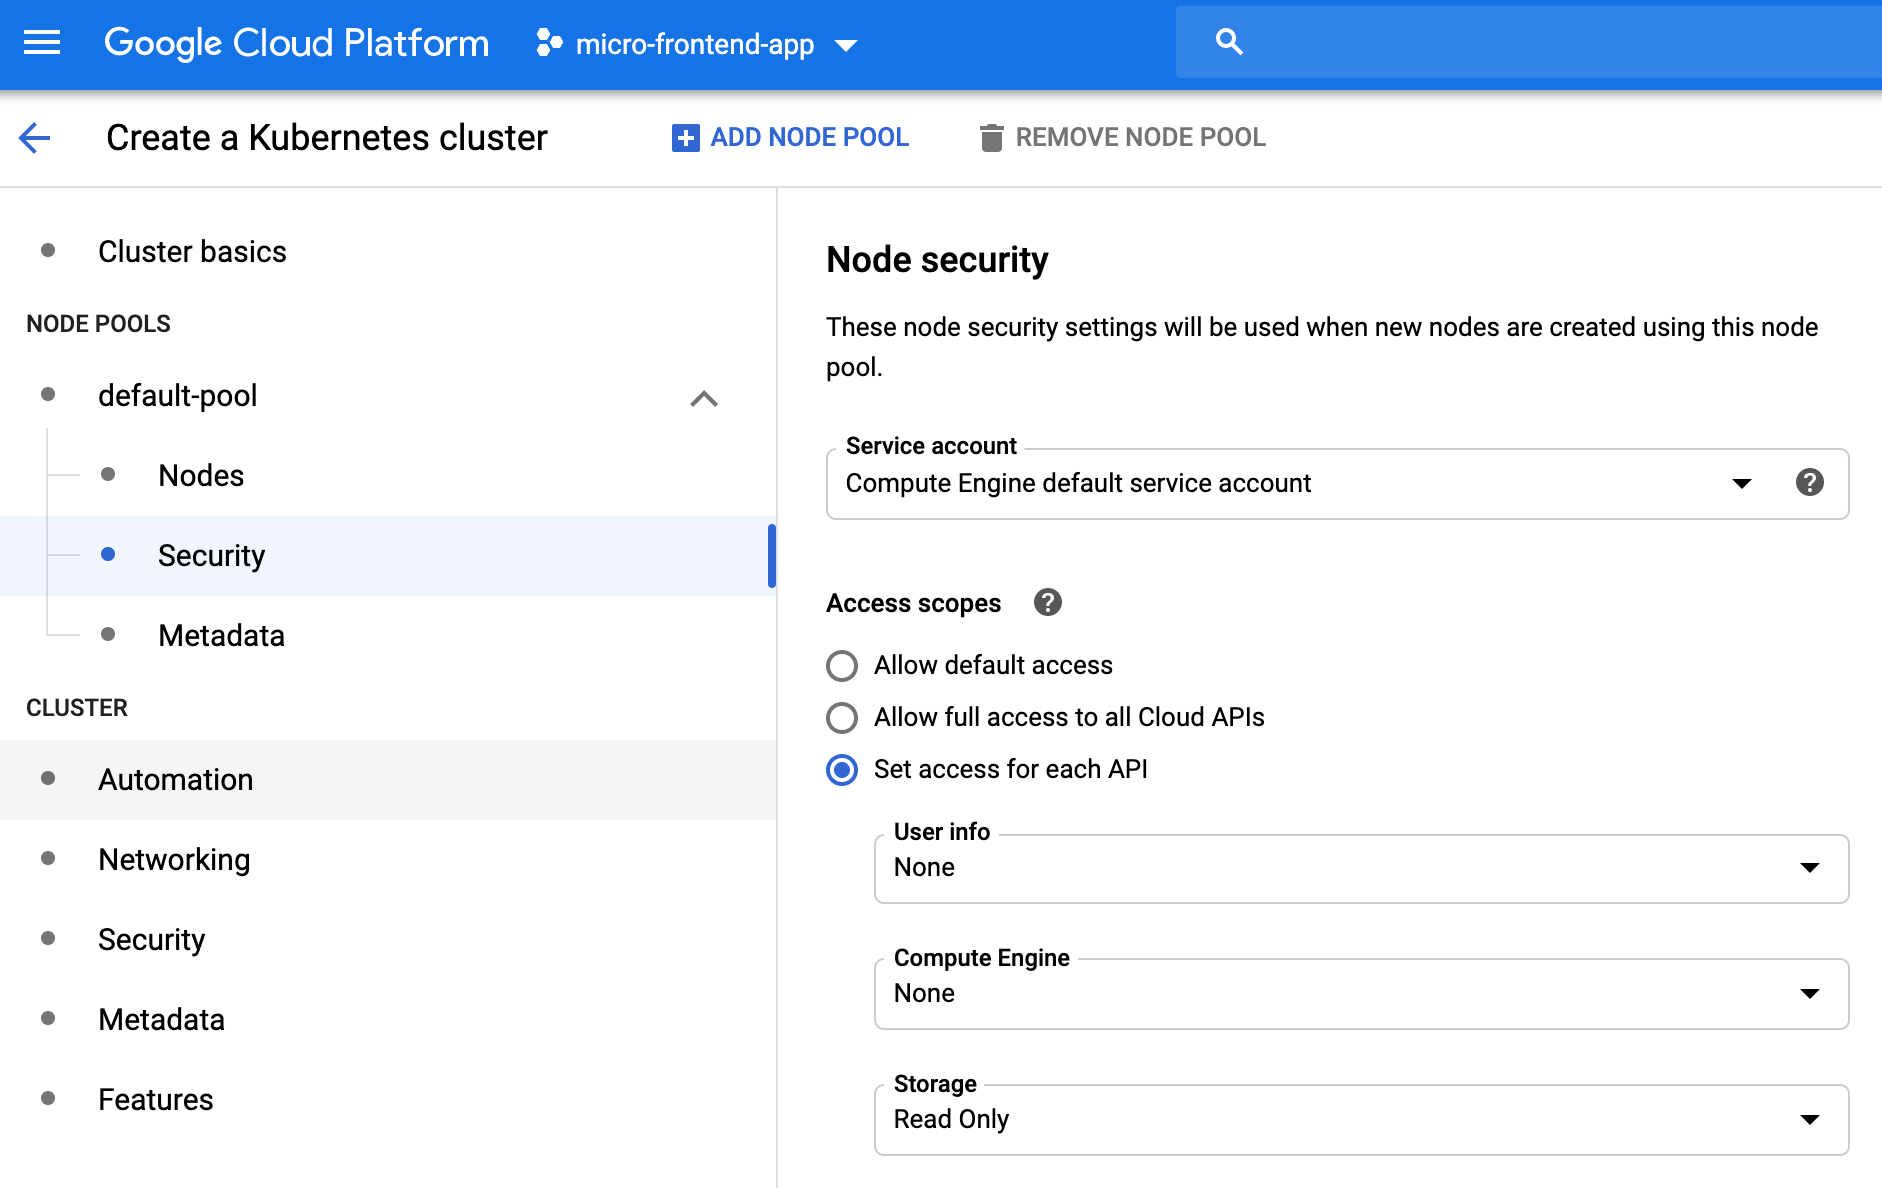 Google Cloud Platform
micro-frontend-app
Create a Kubernetes cluster
ADD NODE POOL
REMOVE NODE POOL
Cluster basics
NODE POOLS
default-pool
Nodes
Security
Metadata
CLUSTER
Automation
Networking
Security
Metadata
Features
Node security
These node security settings will be used when new nodes are created using this node
pool.
Service account
Compute Engine default service account
Access scopes
Allow default access
Allow full access to all Cloud APIs
Set access for each API
User info
None
Compute Engine
None
Storage
Read Only